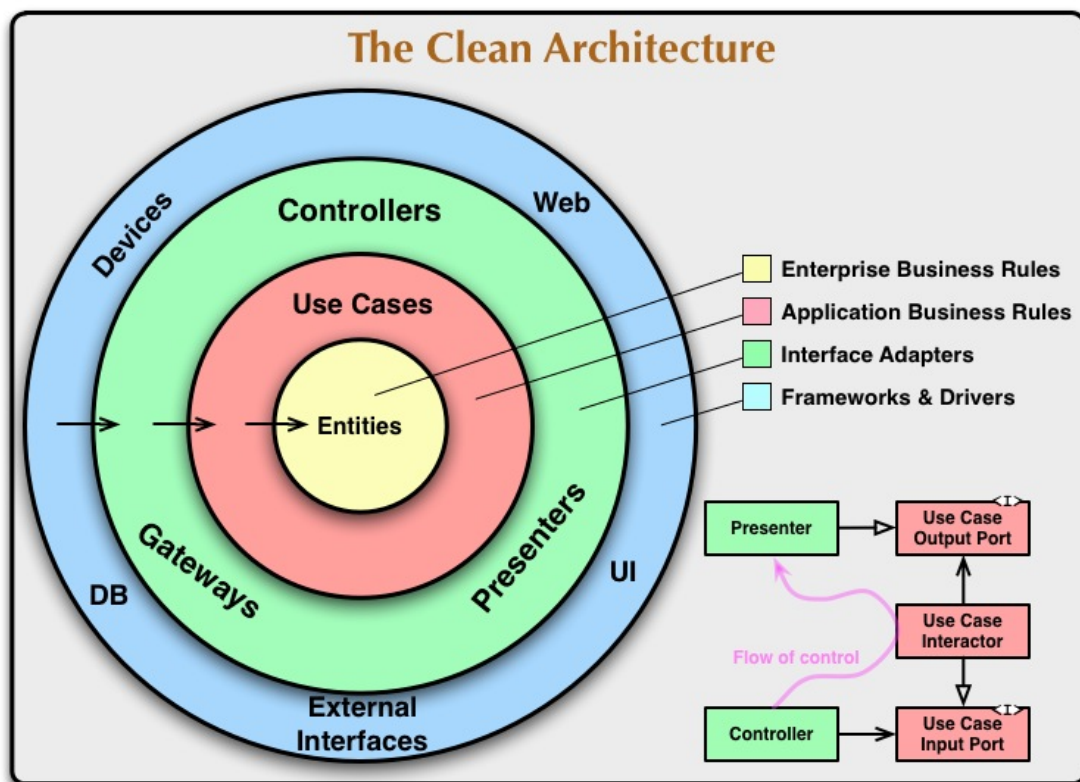 The Clean Architecture
Devices
Controllers
Web
Use Cases
Entities
Gateways
Presenters
DB
UI
External
Interfaces
Enterprise Business Rules
Application Business Rules
Interface Adapters
Frameworks & Drivers
Presenter
<I>
Use Case
Output Port
Use Case
Interactor
Flow of control
Controller
<I>
Use Case
Input Port